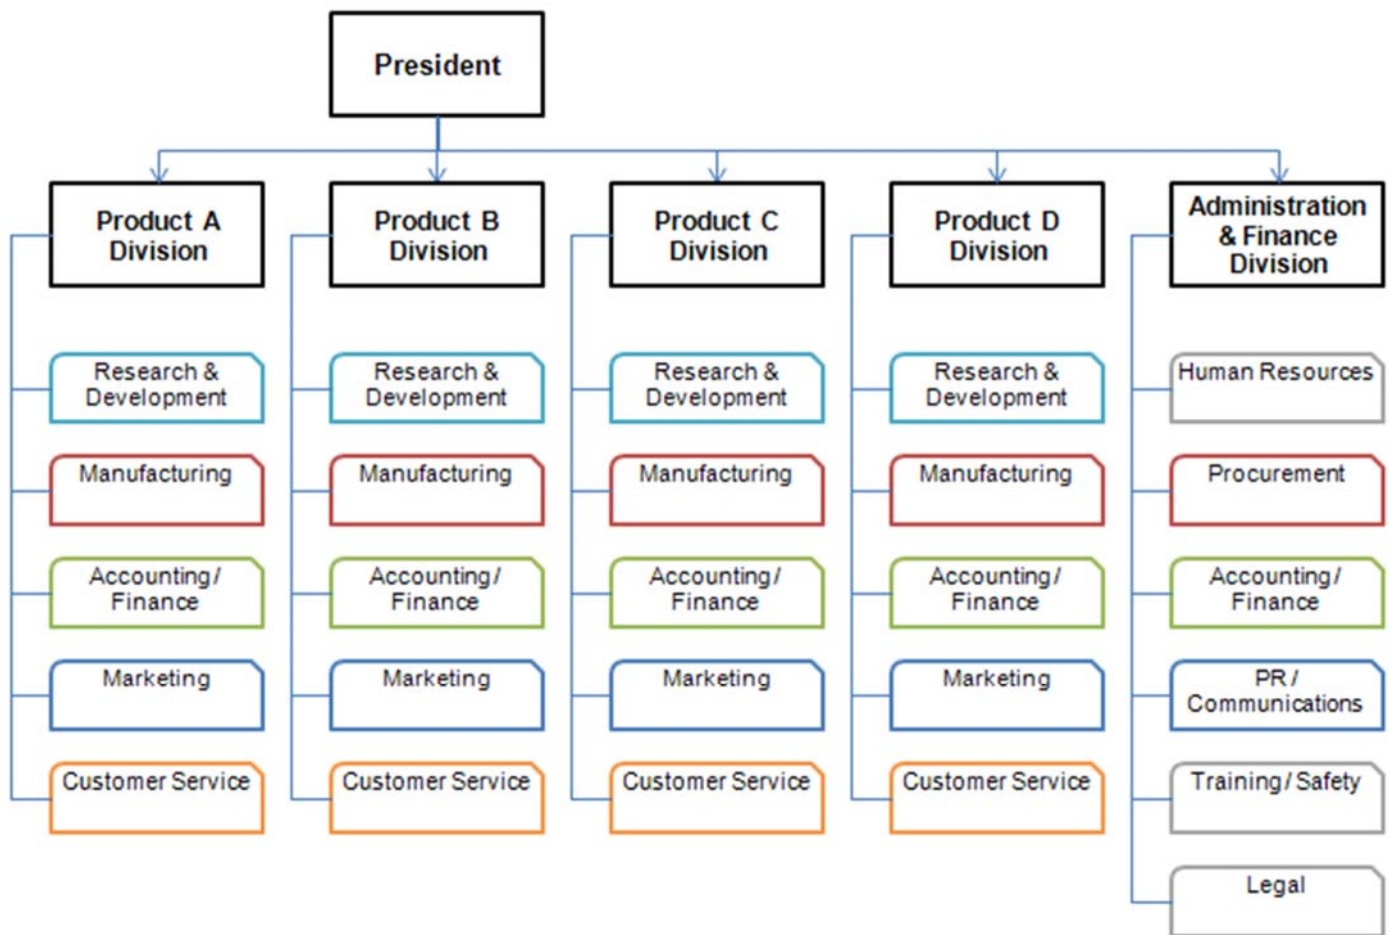 President
Product A
Division
Product B
Division
Product C
Division
Product D
Division
Administration
& Finance
Division
Research &
Development
Research &
Development
Research &
Development
Research &
Development
Human Resources
Manufacturing
Manufacturing
Manufacturing
Manufacturing
Procurement
Accounting/
Finance
Accounting/
Finance
Accounting/
Finance
Accounting/
Finance
Accounting/
Finance
Marketing
Marketing
Marketing
Marketing
PR /
Communications
Customer Service
Customer Service
Customer Service
Customer Service
Training / Safety
Legal